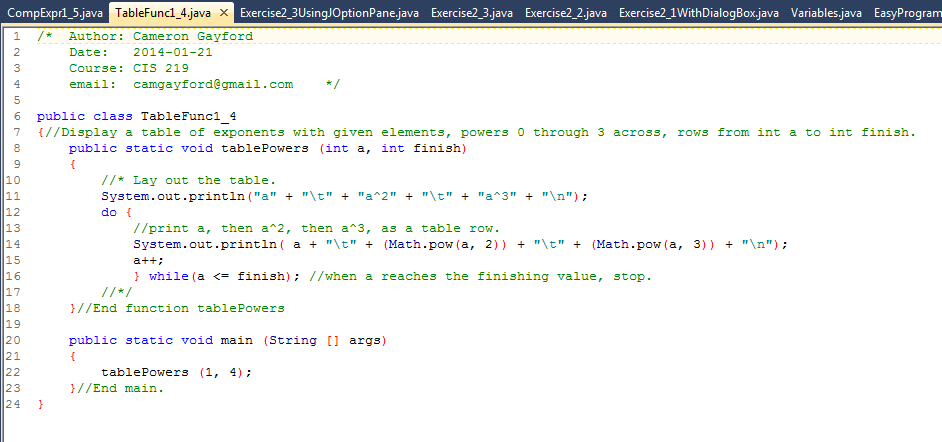 CompExpr1_5.java TableFunc1_4.java × Exercise2_3UsingJOptionPane.java Exercise2_3.java Exercise2_2.java Exercise2_1WithDialogBox.java Variables.java EasyProgram
1 /*  Author: Cameron Gayford
2     Date:   2014-01-21
3     Course: CIS 219
4     email:  camgayford@gmail.com    */
5
6 public class TableFunc1_4
7 {//Display a table of exponents with given elements, powers 0 through 3 across, rows from int a to int finish.
8     public static void tablePowers (int a, int finish)
9     {
10         //* Lay out the table.
11         System.out.println("a" + "\t" + "a^2" + "\t" + "a^3" + "\n");
12         do {
13             //print a, then a^2, then a^3, as a table row.
14             System.out.println( a + "\t" + (Math.pow(a, 2)) + "\t" + (Math.pow(a, 3)) + "\n");
15             a++;
16             } while(a <= finish); //when a reaches the finishing value, stop.
17         //*/
18     }//End function tablePowers
19
20     public static void main (String [] args)
21     {
22         tablePowers (1, 4);
23     }//End main.
24 }